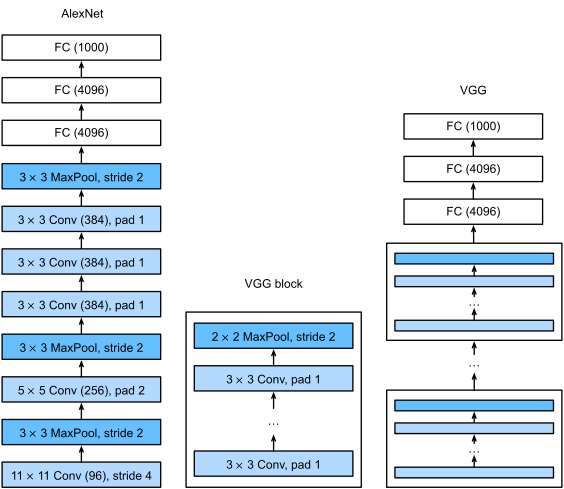 AlexNet
FC (1000)
FC (4096)
FC (4096)
3 × 3 MaxPool, stride 2
3 × 3 Conv (384), pad 1
3 × 3 Conv (384), pad 1
3 × 3 Conv (384), pad 1
3 × 3 MaxPool, stride 2
5 × 5 Conv (256), pad 2
3 × 3 MaxPool, stride 2
11 × 11 Conv (96), stride 4
VGG block
2 × 2 MaxPool, stride 2
3 × 3 Conv, pad 1
...
3 × 3 Conv, pad 1
VGG
FC (1000)
FC (4096)
FC (4096)
...
...
...